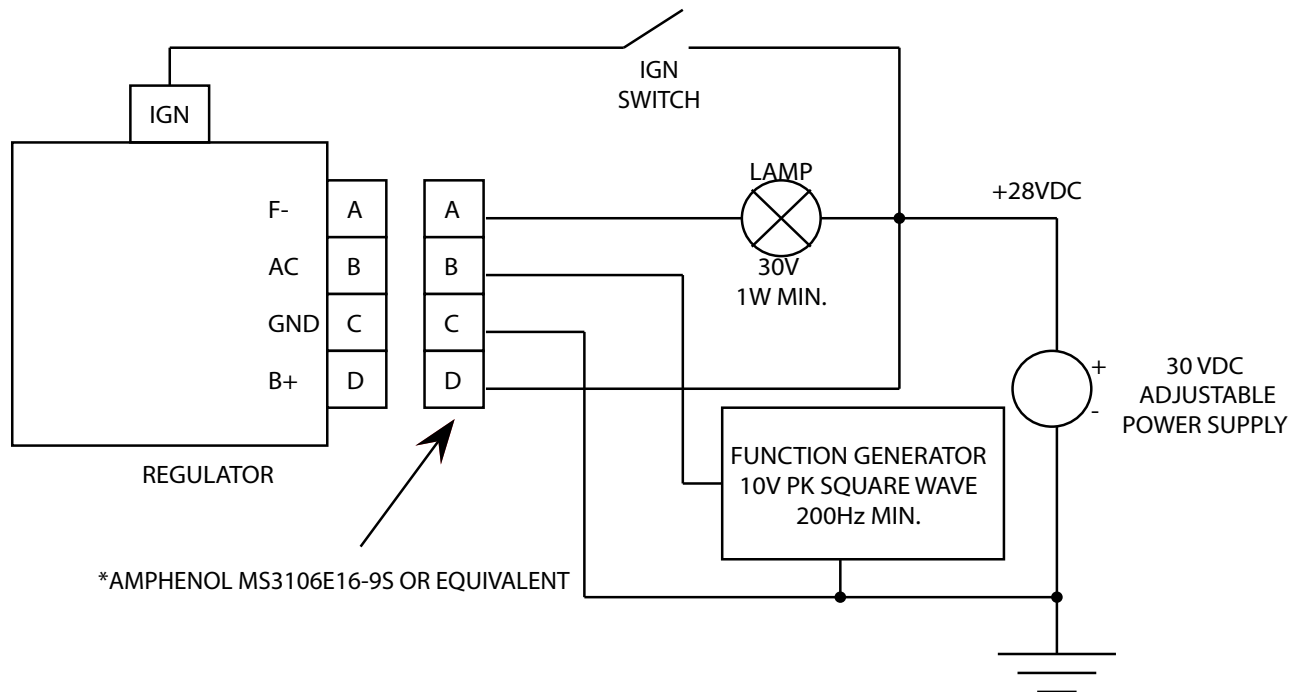 IGN
SWITCH
IGN
LAMP
+28VDC
F-
A
A
AC
B
B
30V
1W MIN.
GND
C
C
B+
D
D
+
-
30 VDC
ADJUSTABLE
POWER SUPPLY
REGULATOR
FUNCTION GENERATOR
10V PK SQUARE WAVE
200Hz MIN.
*AMPHENOL MS3106E16-9S OR EQUIVALENT